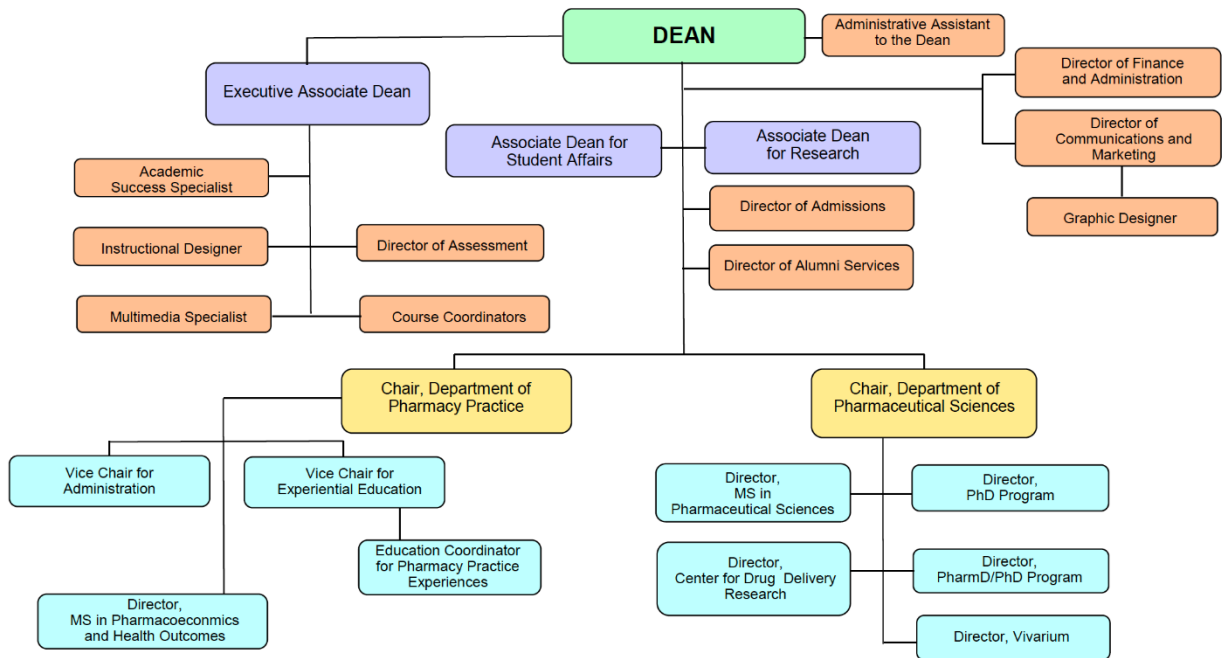 DEAN
Administrative Assistant
to the Dean
Executive Associate Dean
Director of Finance
and Administration
Associate Dean for
Student Affairs
Associate Dean
for Research
Director of
Communications and
Marketing
Academic
Success Specialist
Director of Admissions
Graphic Designer
Instructional Designer
Director of Assessment
Director of Alumni Services
Multimedia Specialist
Course Coordinators
Chair, Department of
Pharmacy Practice
Chair, Department of
Pharmaceutical Sciences
Vice Chair for
Administration
Vice Chair for
Experiential Education
Director,
MS in
Pharmaceutical Sciences
Director,
PhD Program
Education Coordinator
for Pharmacy Practice
Experiences
Director,
Center for Drug Delivery
Research
Director,
PharmD/PhD Program
Director,
MS in Pharmacoeconmics
and Health Outcomes
Director, Vivarium